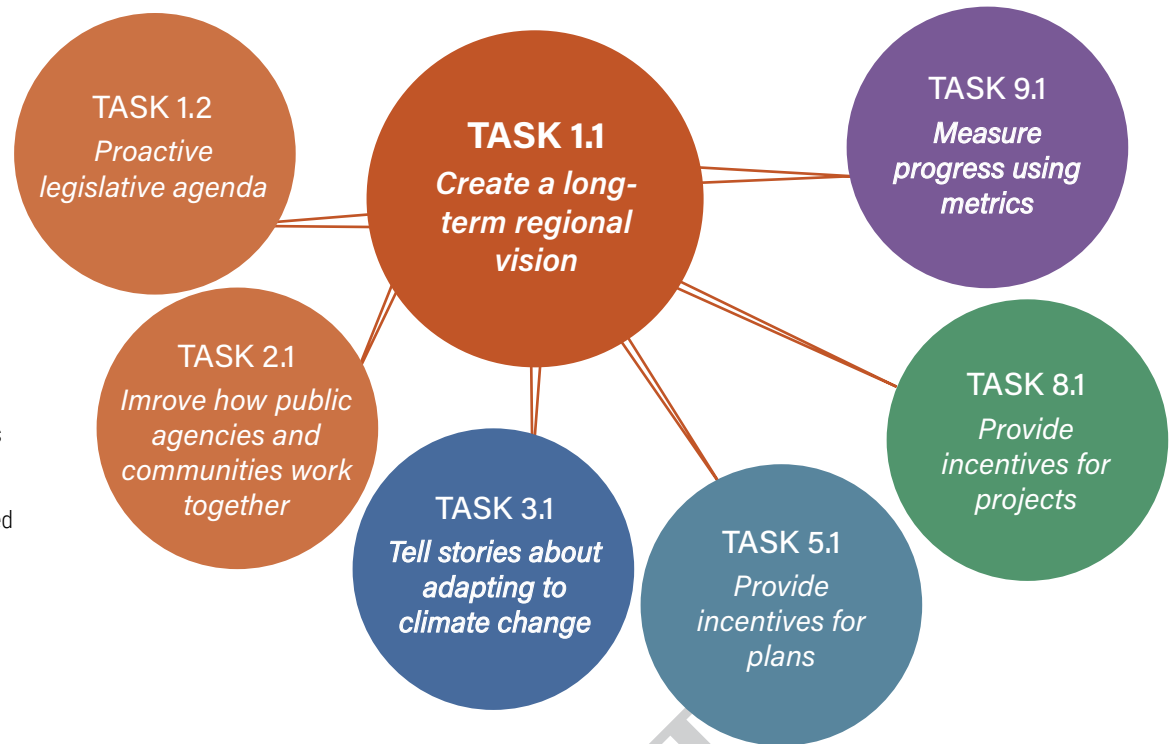 TASK 1.2
Proactive
legislative agenda
TASK 1.1
Create a long-
term regional
vision
TASK 9.1
Measure
progress using
metrics
TASK 2.1
Imrove how public
agencies and
communities work
together
TASK 3.1
Tell stories about
adapting to
climate change
TASK 5.1
Provide
incentives for
plans
TASK 8.1
Provide
incentives for
projects